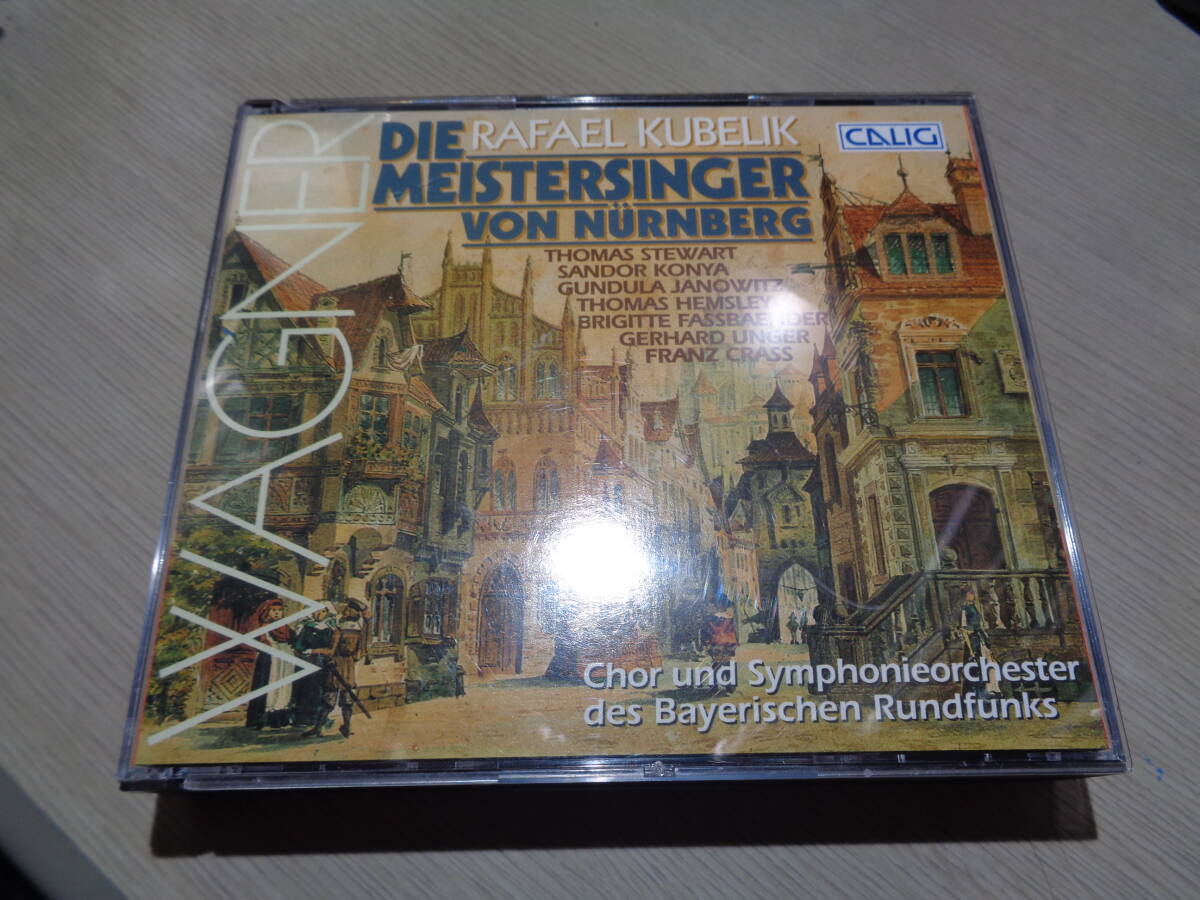 WAGNER
RAFAEL KUBELIK
DIE
MEISTERSINGER
VON NÜRNBERG
CALIG
THOMAS STEWART
SANDOR KONYA
GUNDULA JANOWITZ
THOMAS HEMSLEY
BRIGITTE FASSBAENDER
GERHARD UNGER
FRANZ CRASS
Chor und Symphonieorchester
des Bayerischen Rundfunks